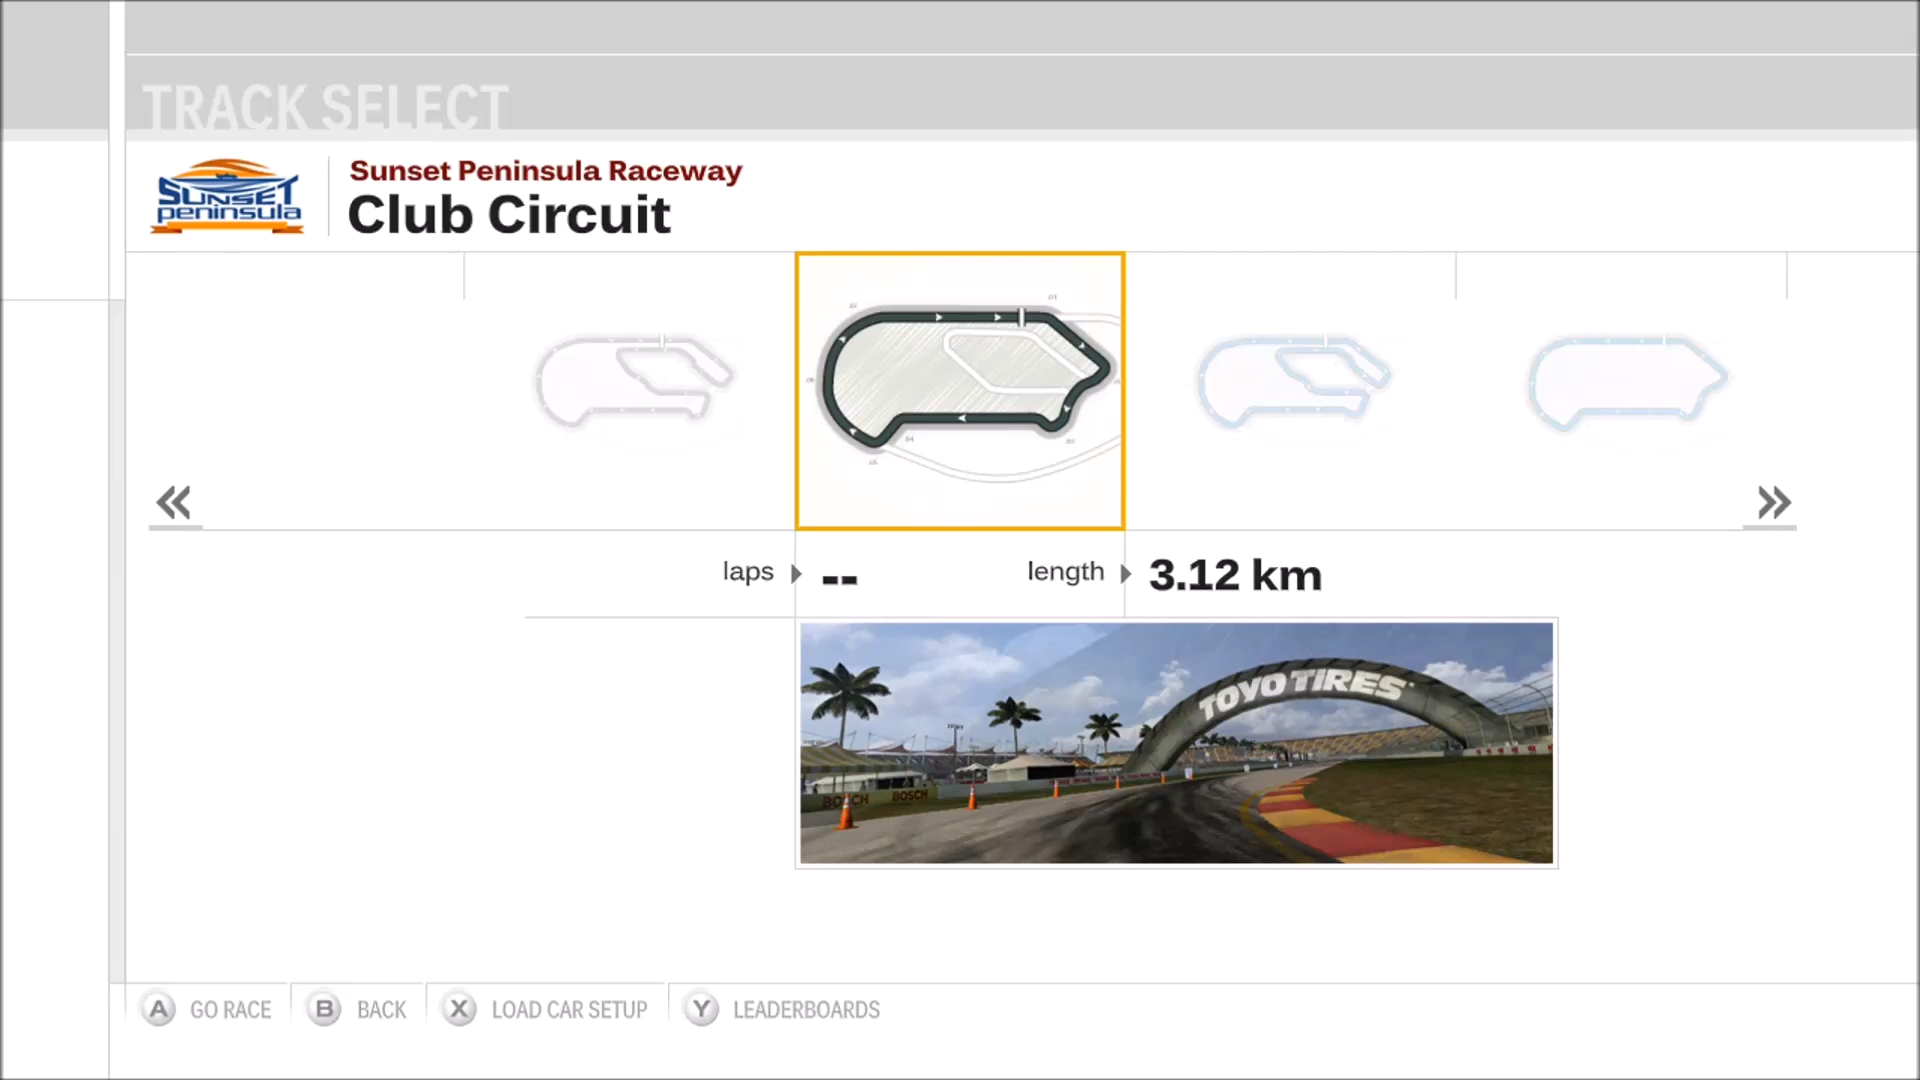 TRACK SELECT
SUNSET
peninsula
Sunset Peninsula Raceway
Club Circuit
laps --
length 3.12 km
TOYO TIRES
BOSCH BOSCH
A GO RACE B BACK X LOAD CAR SETUP Y LEADERBOARDS